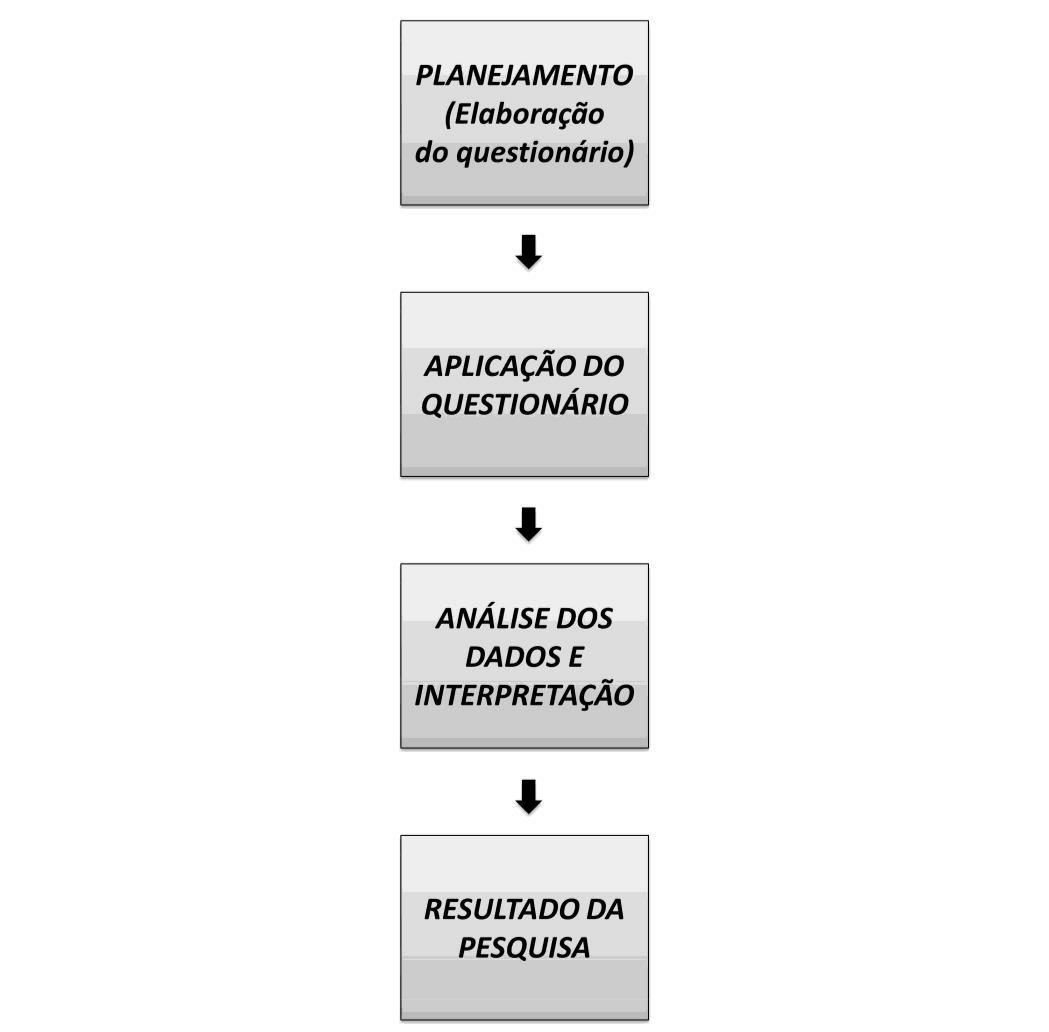 PLANEJAMENTO
(Elaboração
do questionário)
APLICAÇÃO DO
QUESTIONÁRIO
ANÁLISE DOS
DADOS E
INTERPRETAÇÃO
RESULTADO DA
PESQUISA